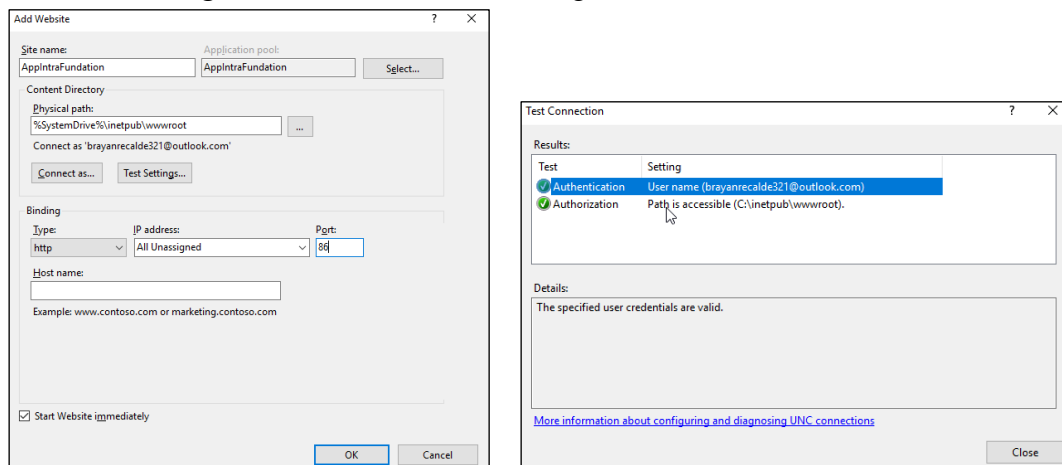 Add Website
? X
Site name:
Application pool:
AppIntraFundation
AppIntraFundation
Select...
Content Directory
Physical path:
%SystemDrive%\inetpub\wwwroot
...
Connect as 'brayanrecalde321@outlook.com'
Connect as...
Test Settings...
Binding
Type:
IP address:
Port:
http
All Unassigned
86
Host name:
Example: www.contoso.com or marketing.contoso.com
Start Website immediately
OK
Cancel
Test Connection
? X
Results:
Test
Setting
Authentication
User name (brayanrecalde321@outlook.com)
Authorization
Path is accessible (C:\inetpub\wwwroot).
Details:
The specified user credentials are valid.
More information about configuring and diagnosing UNC connections
Close